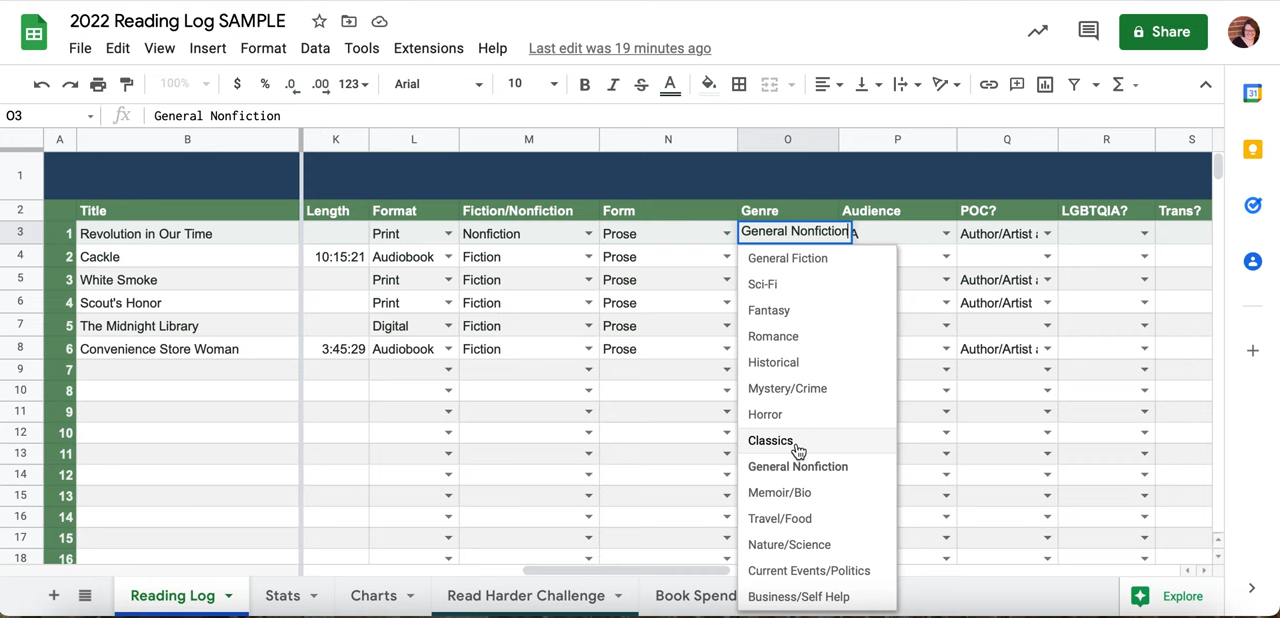 2022 Reading Log SAMPLE
File Edit View Insert Format Data Tools Extensions Help Last edit was 19 minutes ago
Share
100% $ % .0 .00 123 Arial 10 B I S A
31
O3 fx General Nonfiction
A B K L M N O P Q R S
1
2 Title Length Format Fiction/Nonfiction Form Genre Audience POC? LGBTQIA? Trans?
3 1 Revolution in Our Time Print Nonfiction Prose General Nonfiction A Author/Artist a
4 2 Cackle 10:15:21 Audiobook Fiction Prose
5 3 White Smoke Print Fiction Prose Author/Artist a
6 4 Scout's Honor Print Fiction Prose Author/Artist
7 5 The Midnight Library Digital Fiction Prose
8 6 Convenience Store Woman 3:45:29 Audiobook Fiction Prose Author/Artist a
9 7
10 8
11 9
12 10
13 11
14 12
15 13
16 14
17 15
18 16
General Fiction
Sci-Fi
Fantasy
Romance
Historical
Mystery/Crime
Horror
Classics
General Nonfiction
Memoir/Bio
Travel/Food
Nature/Science
Current Events/Politics
Business/Self Help
Reading Log Stats Charts Read Harder Challenge Book Spend Explore